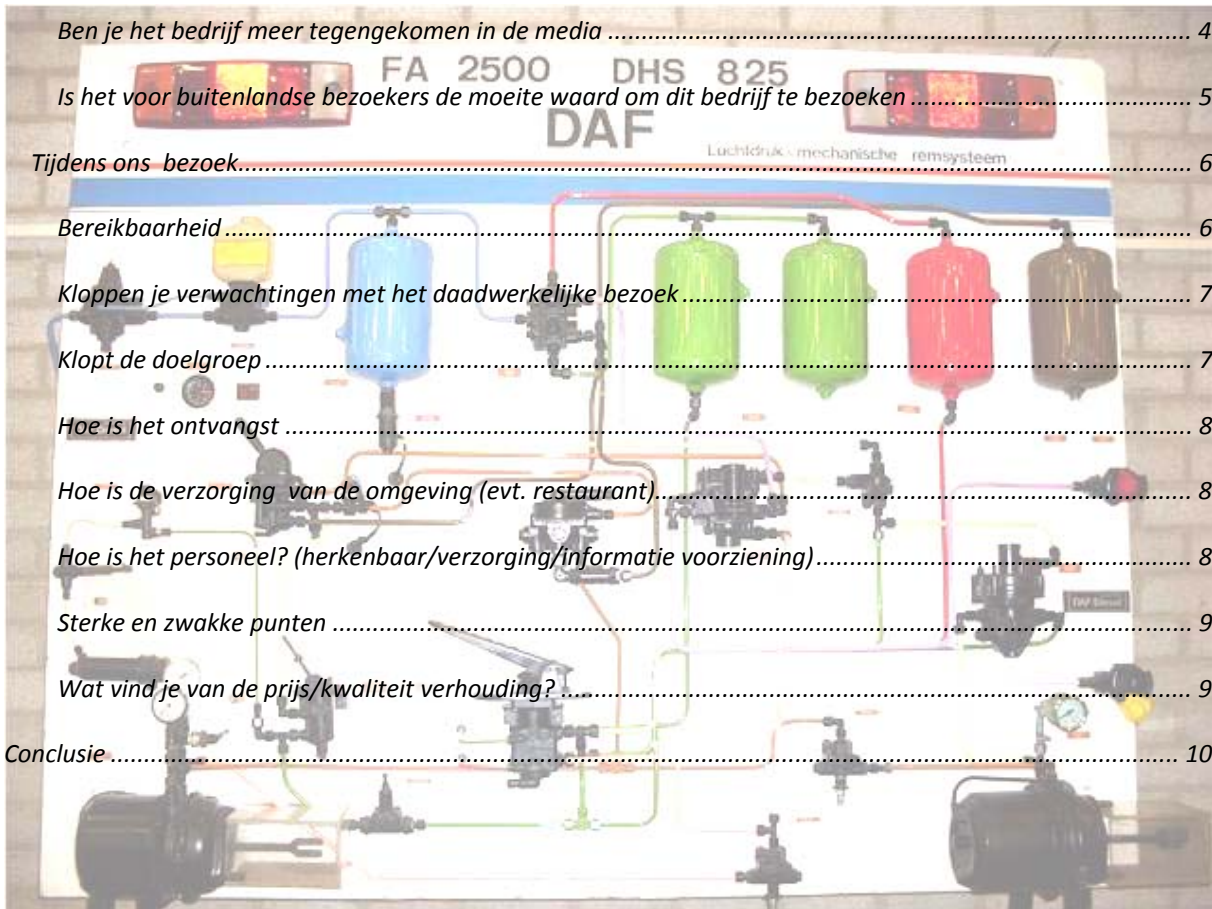 Ben je het bedrijf meer tegengekomen in de media ... 4
FA 2500 DHS 825
Is het voor buitenlandse bezoekers de moeite waard om dit bedrijf te bezoeken ... 5
DAF
Luchtdruk - mechanische remsysteem
Tijdens ons bezoek ... 6
Bereikbaarheid ... 6
Kloppen je verwachtingen met het daadwerkelijke bezoek ... 7
Klopt de doelgroep ... 7
Hoe is het ontvangst ... 8
Hoe is de verzorging van de omgeving (evt. restaurant) ... 8
Hoe is het personeel? (herkenbaar/verzorging/informatie voorziening) ... 8
Sterke en zwakke punten ... 9
Wat vind je van de prijs/kwaliteit verhouding? ... 9
Conclusie ... 10